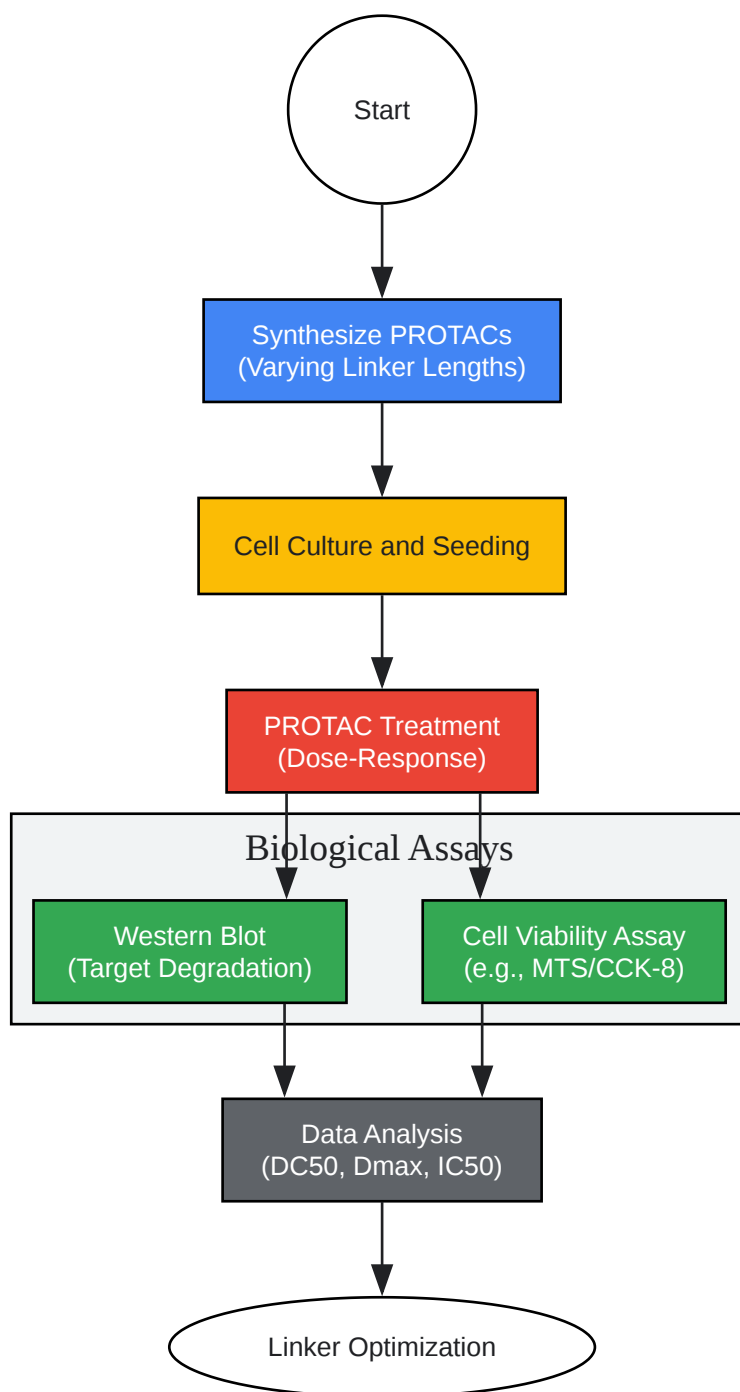 Start
Synthesize PROTACs
(Varying Linker Lengths)
Cell Culture and Seeding
PROTAC Treatment
(Dose-Response)
Biological Assays
Western Blot
(Target Degradation)
Cell Viability Assay
(e.g., MTS/CCK-8)
Data Analysis
(DC50, Dmax, IC50)
Linker Optimization